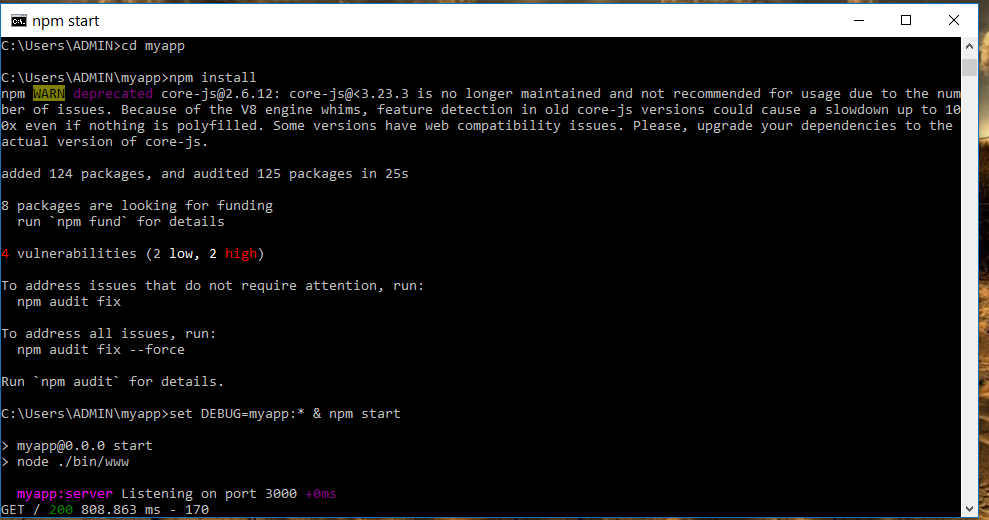 npm start
C:\Users\ADMIN>cd myapp
C:\Users\ADMIN\myapp>npm install
npm WARN deprecated core-js@2.6.12: core-js@<3.23.3 is no longer maintained and not recommended for usage due to the num
ber of issues. Because of the V8 engine whims, feature detection in old core-js versions could cause a slowdown up to 10
0x even if nothing is polyfilled. Some versions have web compatibility issues. Please, upgrade your dependencies to the
actual version of core-js.
added 124 packages, and audited 125 packages in 25s
8 packages are looking for funding
  run `npm fund` for details
4 vulnerabilities (2 low, 2 high)
To address issues that do not require attention, run:
  npm audit fix
To address all issues, run:
  npm audit fix --force
Run `npm audit` for details.
C:\Users\ADMIN\myapp>set DEBUG=myapp:* & npm start
> myapp@0.0.0 start
> node ./bin/www
  myapp:server Listening on port 3000 +0ms
GET / 200 808.863 ms - 170